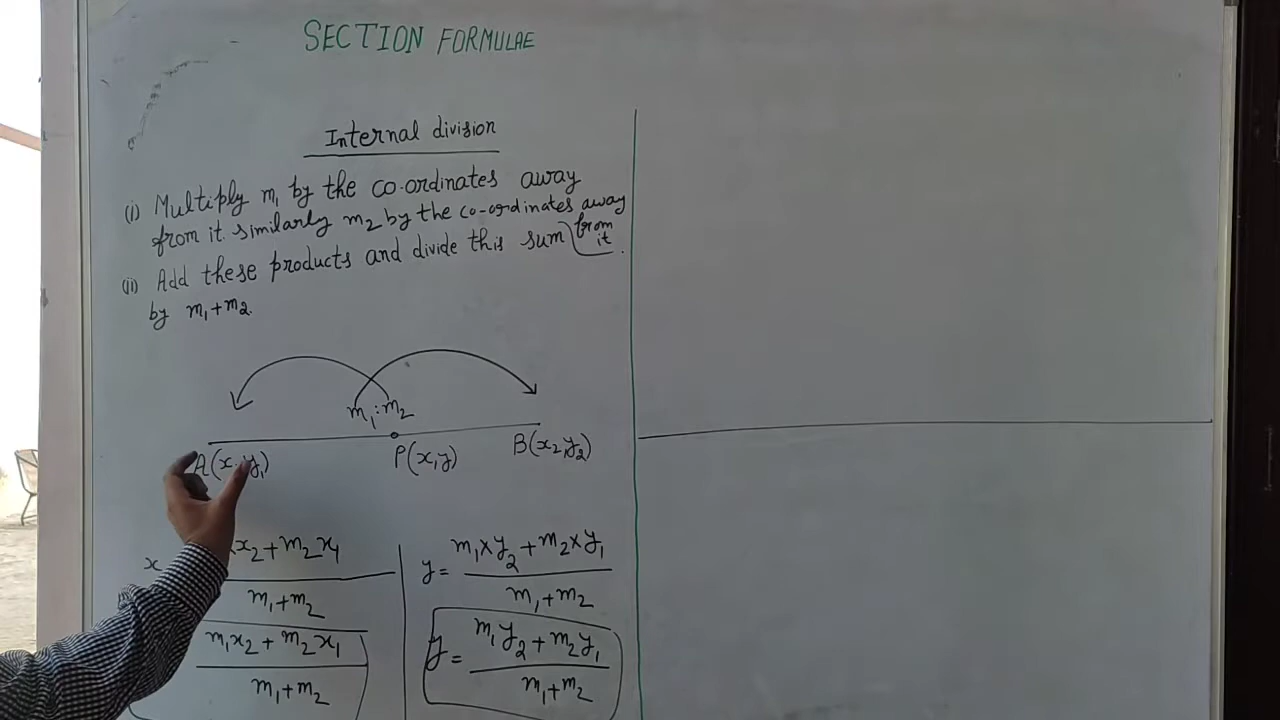 SECTION FORMULAE
Internal division
(i) Multiply m₁ by the co-ordinates away
from it. similarly m₂ by the co-ordinates away
from it.
(ii) Add these products and divide this sum
by m₁+m₂.
m₁:m₂
A(x, y₁)
P(x,y)
B(x₂,y₂)
x
x₂+m₂x₁
m₁+m₂
m₁x₂ + m₂x₁
m₁+m₂
y = m₁×y₂+m₂×y₁
m₁+m₂
y = m₁y₂+m₂y₁
m₁+m₂